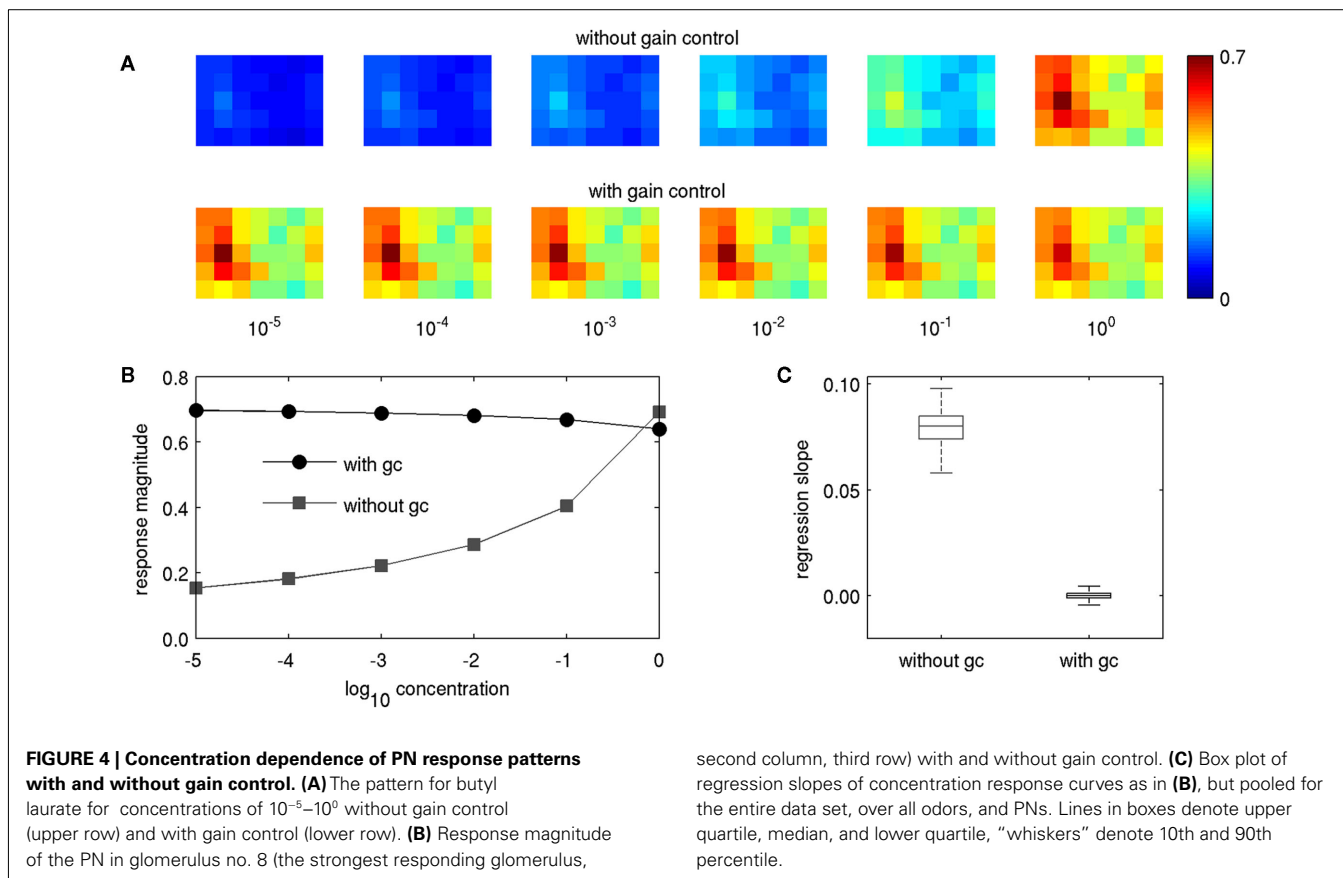 without gain control
A
0.7
0
with gain control
10⁻⁵ 10⁻⁴ 10⁻³ 10⁻² 10⁻¹ 10⁰
B
0.8
0.6
0.4
0.2
0.0
response magnitude
with gc
without gc
-5 -4 -3 -2 -1 0
log₁₀ concentration
C
0.10
0.05
0.00
regression slope
without gc with gc
FIGURE 4 | Concentration dependence of PN response patterns
with and without gain control. (A) The pattern for butyl
laurate for concentrations of 10⁻⁵–10⁰ without gain control
(upper row) and with gain control (lower row). (B) Response magnitude
of the PN in glomerulus no. 8 (the strongest responding glomerulus,
second column, third row) with and without gain control. (C) Box plot of
regression slopes of concentration response curves as in (B), but pooled for
the entire data set, over all odors, and PNs. Lines in boxes denote upper
quartile, median, and lower quartile, “whiskers” denote 10th and 90th
percentile.